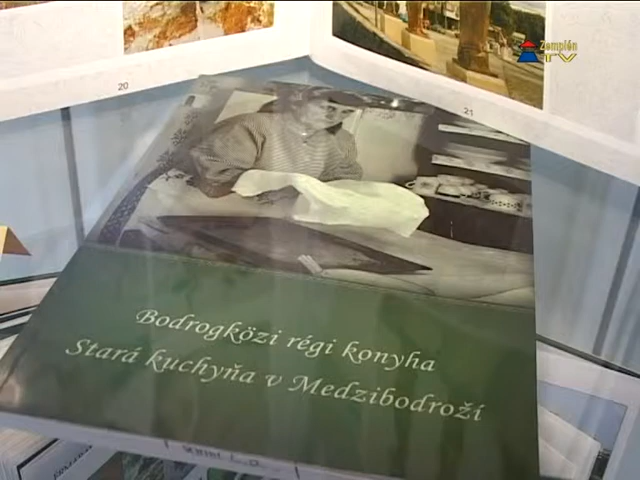 20
21
Zemplén
TV
Bodrogközi régi konyha
Stará kuchyňa v Medzibodroží